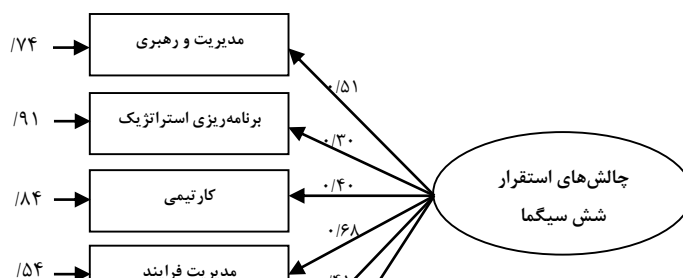 مدیریت و رهبری
/۷۴
۰/۵۱
برنامه‌ریزی استراتژیک
/۹۱
۰/۳۰
چالش‌های استقرار
شش سیگما
کارتیمی
/۸۴
۰/۴۰
۰/۶۸
مدیریت فرایند
/۵۴